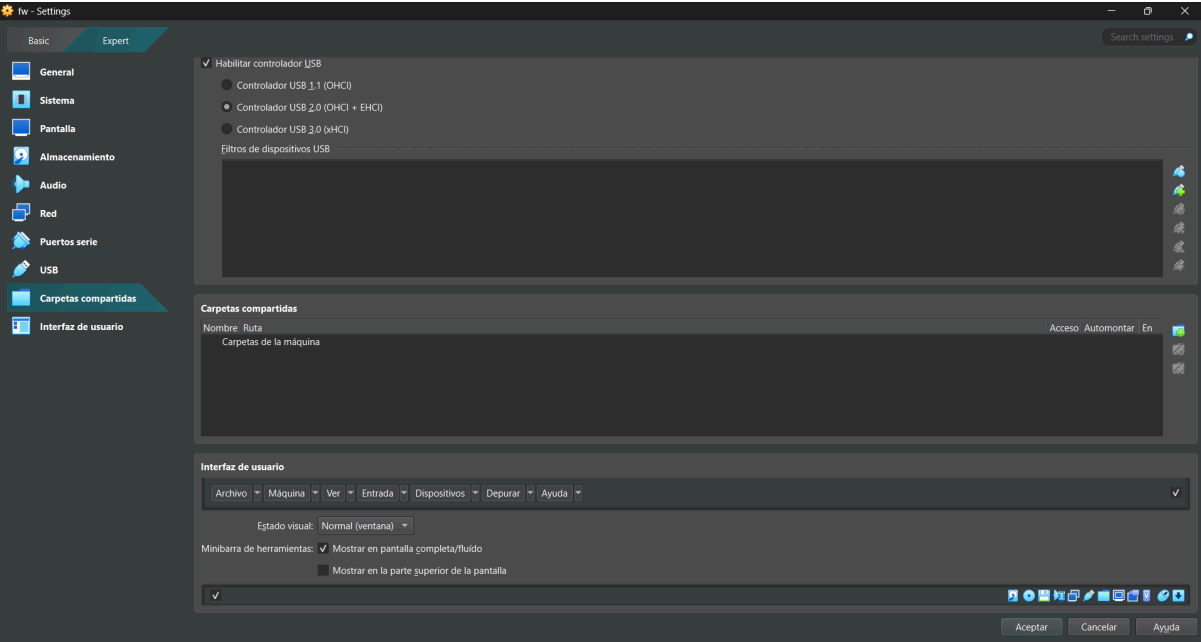 fw - Settings
Basic
Expert
Search settings
General
Sistema
Pantalla
Almacenamiento
Audio
Red
Puertos serie
USB
Carpetas compartidas
Interfaz de usuario
Habilitar controlador USB
Controlador USB 1.1 (OHCI)
Controlador USB 2.0 (OHCI + EHCI)
Controlador USB 3.0 (xHCI)
Filtros de dispositivos USB
Carpetas compartidas
Nombre Ruta Acceso Automontar En
Carpetas de la máquina
Interfaz de usuario
Archivo Máquina Ver Entrada Dispositivos Depurar Ayuda
Estado visual: Normal (ventana)
Minibarra de herramientas: Mostrar en pantalla completa/fluído
Mostrar en la parte superior de la pantalla
Aceptar Cancelar Ayuda